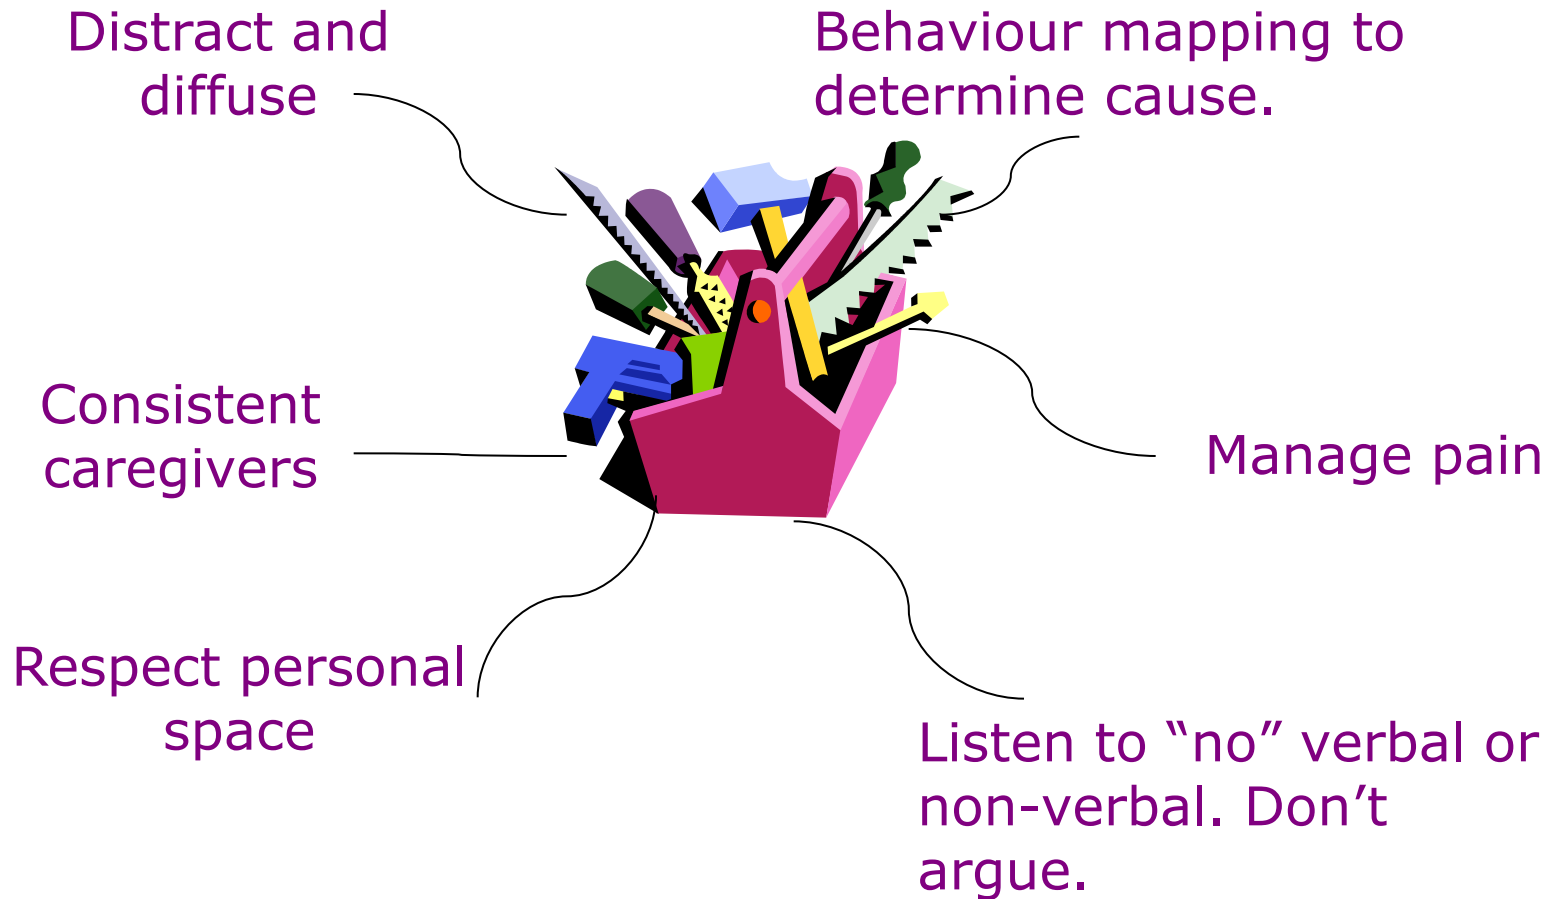 Distract and
diffuse
Behaviour mapping to
determine cause.
Consistent
caregivers
Manage pain
Respect personal
space
Listen to “no” verbal or
non-verbal. Don’t
argue.